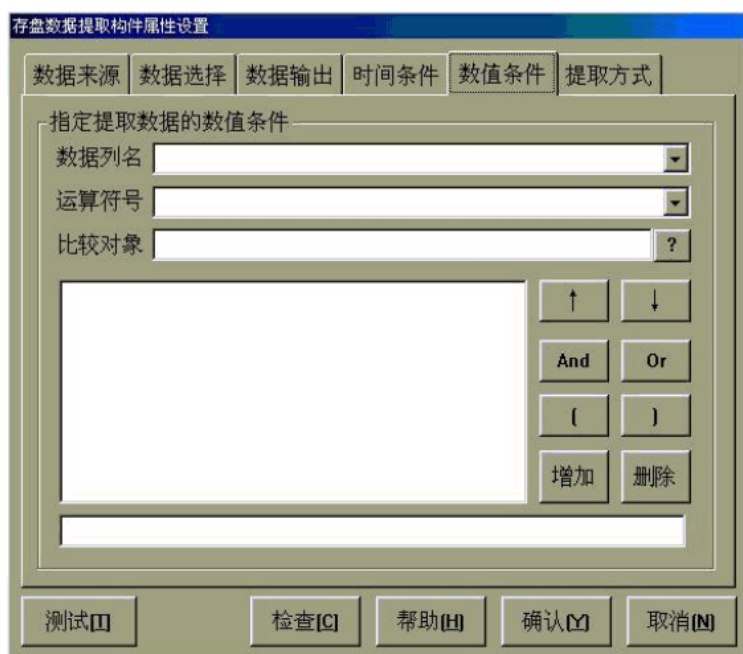 存盘数据提取构件属性设置
数据来源 数据选择 数据输出 时间条件 数值条件 提取方式
指定提取数据的数值条件
数据列名
运算符号
比较对象 ?
↑ ↓
And Or
( )
增加 删除
测试[T] 检查[C] 帮助[H] 确认[Y] 取消[N]